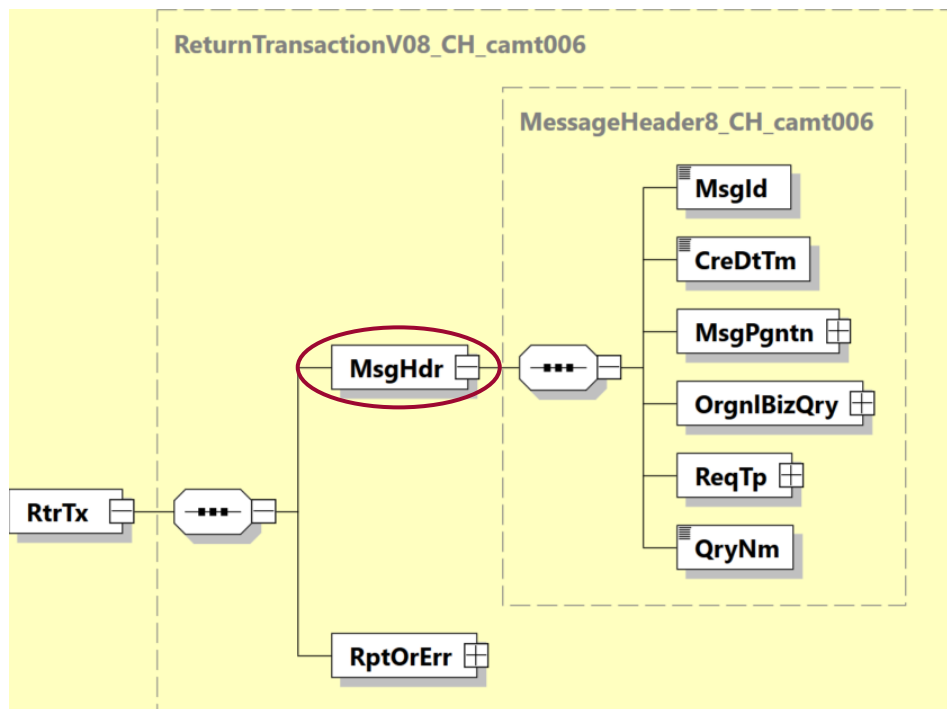 ReturnTransactionV08_CH_camt006
MessageHeader8_CH_camt006
MsgId
CreDtTm
MsgPgntn
MsgHdr
OrgnlBizQry
ReqTp
RtrTx
QryNm
RptOrErr